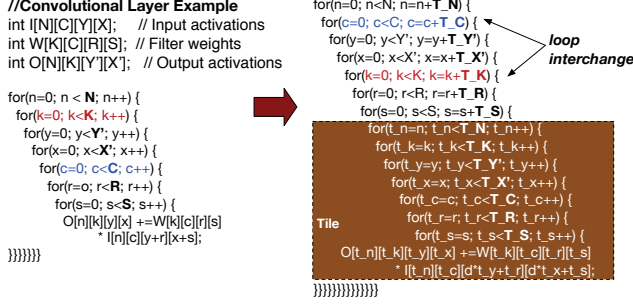 //Convolutional Layer Example
int I[N][C][Y][X];   // Input activations
int W[K][C][R][S];  // Filter weights
int O[N][K][Y'][X'];   // Output activations
for(n=0; n < N; n++) {
for(k=0; k<K; k++) {
for(y=0; y<Y'; y++) {
for(x=0; x<X'; x++) {
for(c=0; c<C; c++) {
for(r=o; r<R; r++) {
for(s=0; s<S; s++) {
O[n][k][y][x] +=W[k][c][r][s]
* I[n][c][y+r][x+s];
}}}}}}}
for(n=0; n<N; n=n+T_N) {
for(c=0; c<C; c=c+T_C) {
for(y=0; y<Y'; y=y+T_Y') {
for(x=0; x<X'; x=x+T_X') {
for(k=0; k<K; k=k+T_K) {
for(r=0; r<R; r=r+T_R) {
for(s=0; s<S; s=s+T_S) {
loop
interchange
for(t_n=n; t_n<T_N; t_n++) {
for(t_k=k; t_k<T_K; t_k++) {
for(t_y=y; t_y<T_Y'; t_y++) {
for(t_x=x; t_x<T_X'; t_x++) {
for(t_c=c; t_c<T_C; t_c++) {
for(t_r=r; t_r<T_R; t_r++) {
Tile
for(t_s=s; t_s<T_S; t_s++) {
O[t_n][t_k][t_y][t_x] +=W[t_k][t_c][t_r][t_s]
* I[t_n][t_c][d*t_y+t_r][d*t_x+t_s];
}}}}}}}}}}}}}}